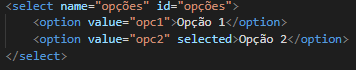 <select name="opções" id="opções">
<option value="opc1">Opção 1</option>
<option value="opc2" selected>Opção 2</option>
</select>